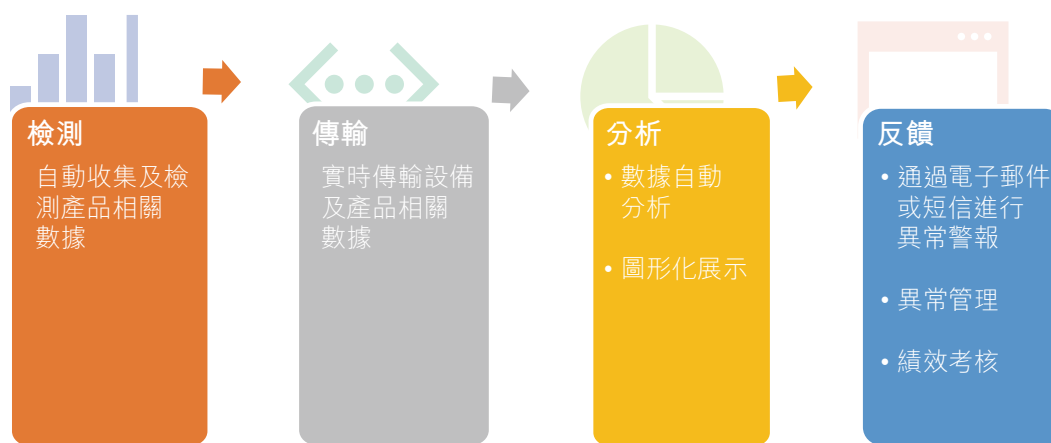 檢測
自動收集及檢
測產品相關
數據
傳輸
實時傳輸設備
及產品相關
數據
分析
• 數據自動
分析
• 圖形化展示
反饋
• 通過電子郵件
或短信進行
異常警報
• 異常管理
• 績效考核